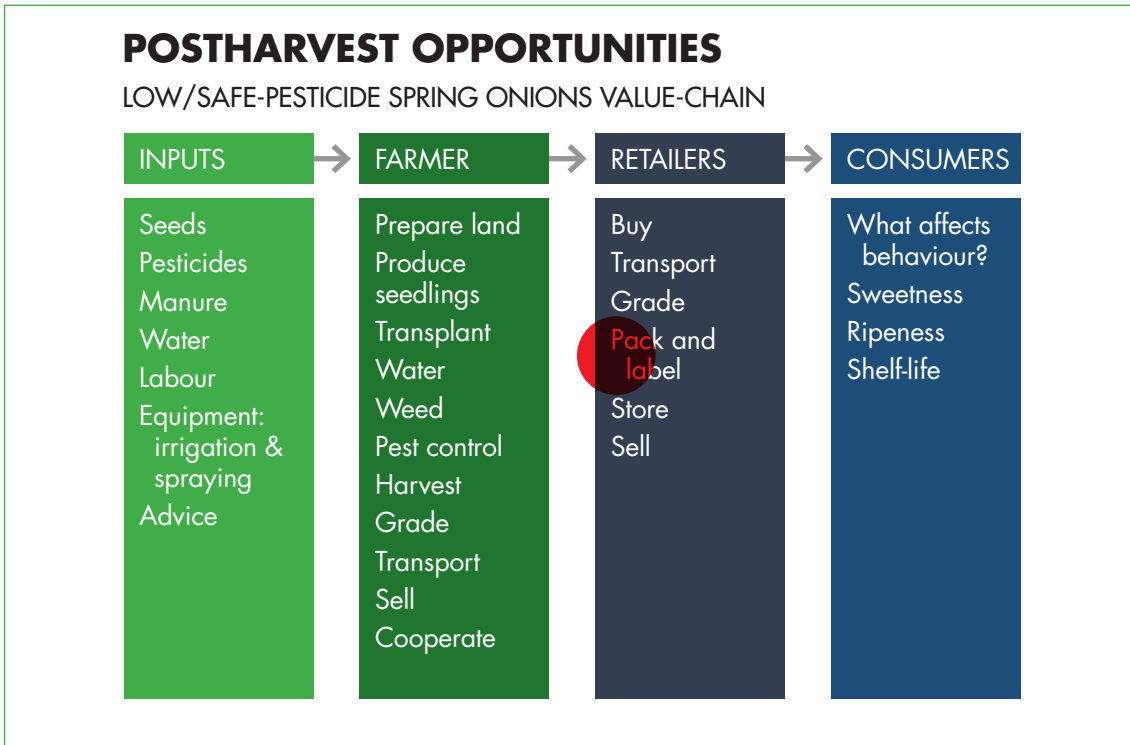 POSTHARVEST OPPORTUNITIES
LOW/SAFE-PESTICIDE SPRING ONIONS VALUE-CHAIN
INPUTS
Seeds
Pesticides
Manure
Water
Labour
Equipment:
irrigation &
spraying
Advice
FARMER
Prepare land
Produce
seedlings
Transplant
Water
Weed
Pest control
Harvest
Grade
Transport
Sell
Cooperate
RETAILERS
Buy
Transport
Grade
Pack and
label
Store
Sell
CONSUMERS
What affects
behaviour?
Sweetness
Ripeness
Shelf-life